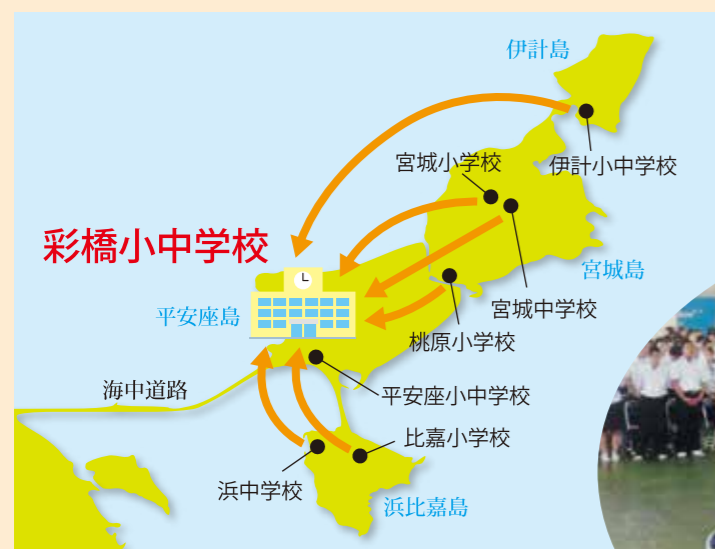 伊計島
宮城小学校
伊計小中学校
彩橋小中学校
宮城島
宮城中学校
平安座島
桃原小学校
海中道路
平安座小中学校
比嘉小学校
浜中学校
浜比嘉島